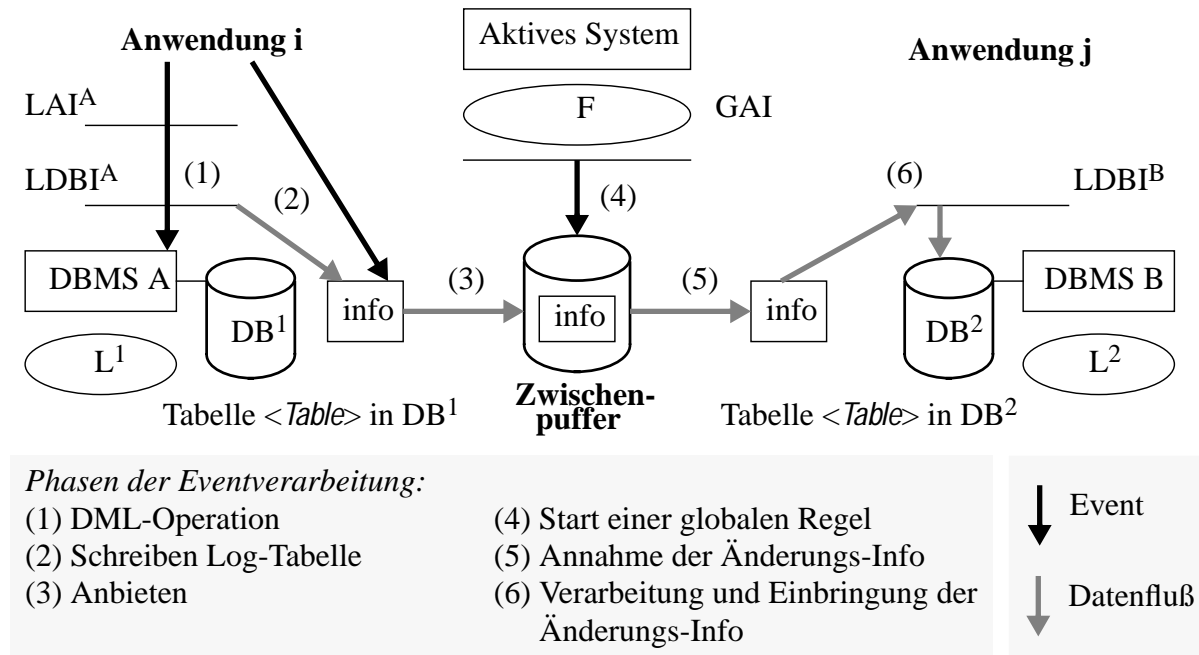 Anwendung i
Aktives System
Anwendung j
LAI^A
F
GAI
LDBI^A
(1)
(2)
(4)
(6)
LDBI^B
DBMS A
DB^1
info
(3)
info
(5)
info
DB^2
DBMS B
L^1
L^2
Tabelle <Table> in DB^1
Zwischen-
puffer
Tabelle <Table> in DB^2
Phasen der Eventverarbeitung:
(1) DML-Operation
(2) Schreiben Log-Tabelle
(3) Anbieten
(4) Start einer globalen Regel
(5) Annahme der Änderungs-Info
(6) Verarbeitung und Einbringung der
Änderungs-Info
Event
Datenfluß